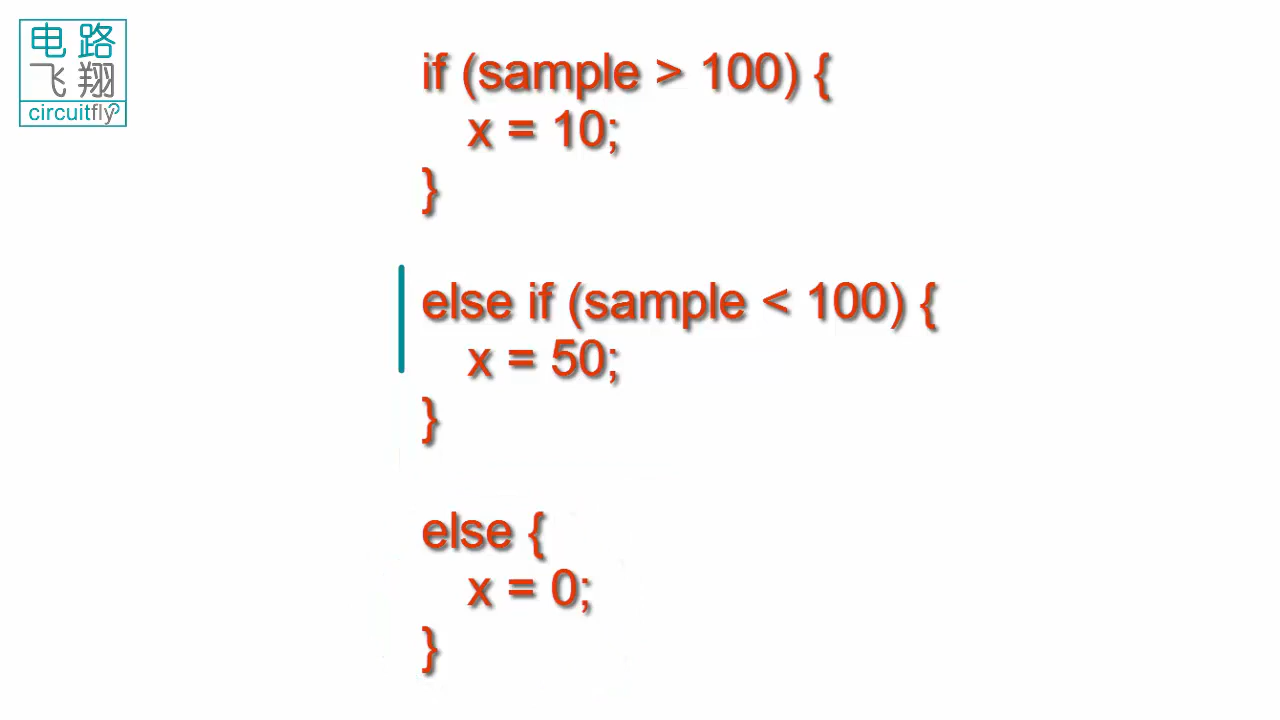 电路
飞翔
circuitfly
if (sample > 100) {
x = 10;
}
else if (sample < 100) {
x = 50;
}
else {
x = 0;
}